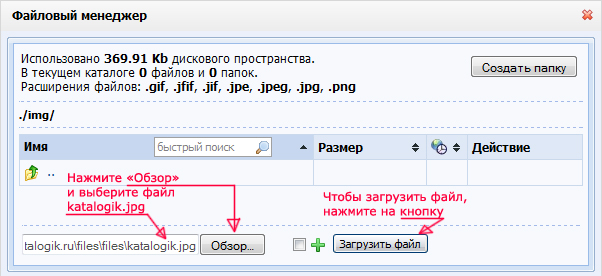 Файловый менеджер
Использовано 369.91 Kb дискового пространства.
В текущем каталоге 0 файлов и 0 папок.
Расширения файлов: .gif, .jfif, .jif, .jpe, .jpeg, .jpg, .png
Создать папку
./img/
Имя быстрый поиск Размер Действие
..
Нажмите «Обзор»
и выберите файл
katalogik.jpg
Чтобы загрузить файл,
нажмите на кнопку
talogik.ru\files\files\katalogik.jpg Обзор... Загрузить файл